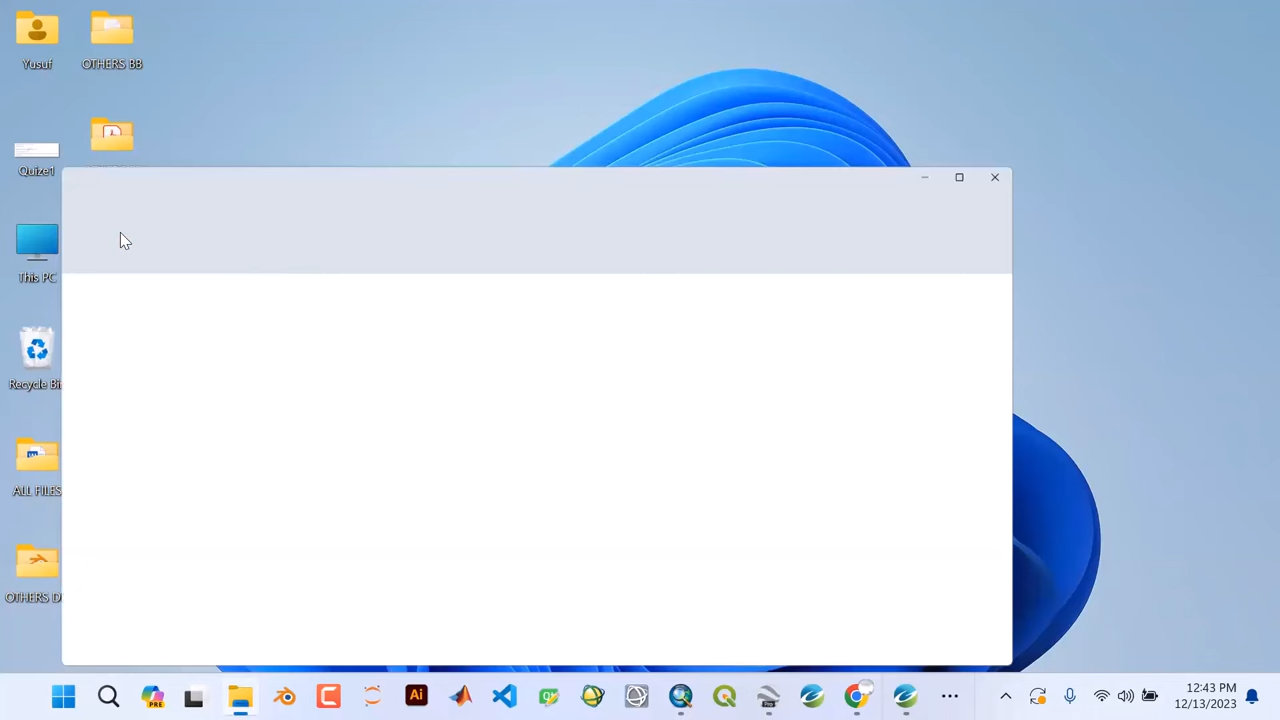 Yusuf
OTHERS BB
Quize1
This PC
Recycle Bi
ALL FILES
OTHERS D
PRE
Ai
Pro
12:43 PM
12/13/2023